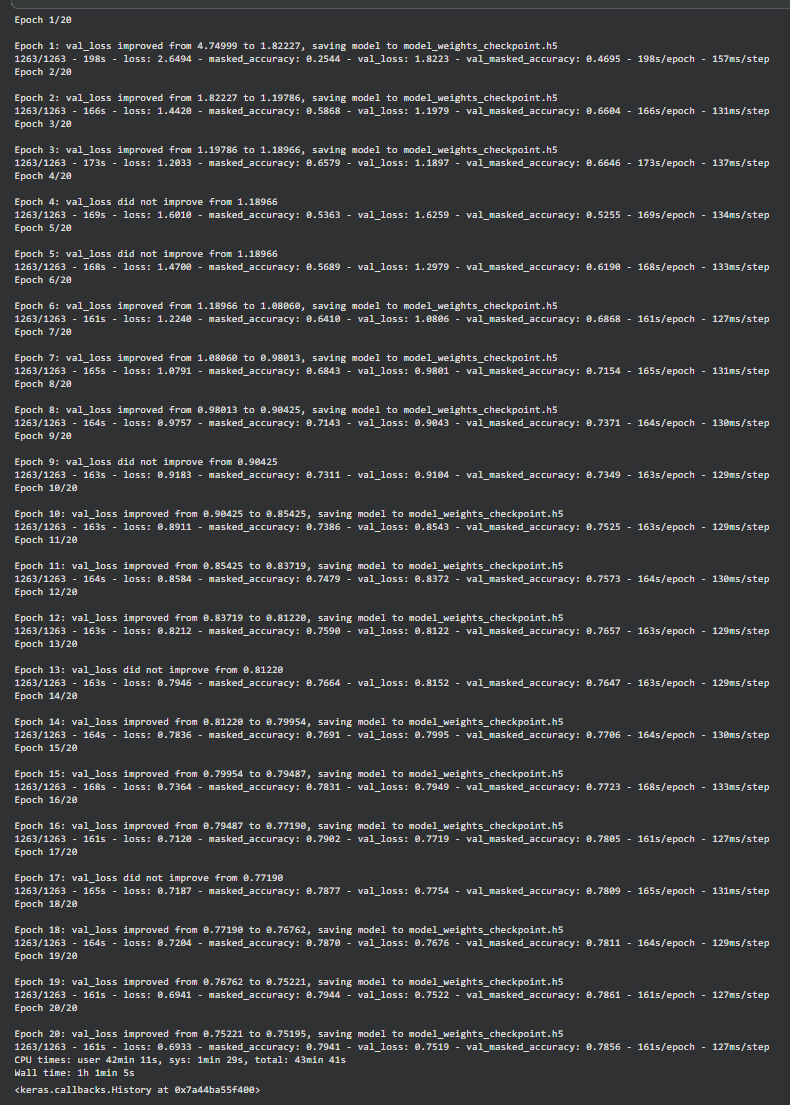 Epoch 1/20
Epoch 1: val_loss improved from 4.74999 to 1.82227, saving model to model_weights_checkpoint.h5
1263/1263 - 198s - loss: 2.6494 - masked_accuracy: 0.2544 - val_loss: 1.8223 - val_masked_accuracy: 0.4695 - 198s/epoch - 157ms/step
Epoch 2/20
Epoch 2: val_loss improved from 1.82227 to 1.19786, saving model to model_weights_checkpoint.h5
1263/1263 - 166s - loss: 1.4420 - masked_accuracy: 0.5868 - val_loss: 1.1979 - val_masked_accuracy: 0.6604 - 166s/epoch - 131ms/step
Epoch 3/20
Epoch 3: val_loss improved from 1.19786 to 1.18966, saving model to model_weights_checkpoint.h5
1263/1263 - 173s - loss: 1.2033 - masked_accuracy: 0.6579 - val_loss: 1.1897 - val_masked_accuracy: 0.6646 - 173s/epoch - 137ms/step
Epoch 4/20
Epoch 4: val_loss did not improve from 1.18966
1263/1263 - 169s - loss: 1.6010 - masked_accuracy: 0.5363 - val_loss: 1.6259 - val_masked_accuracy: 0.5255 - 169s/epoch - 134ms/step
Epoch 5/20
Epoch 5: val_loss did not improve from 1.18966
1263/1263 - 168s - loss: 1.4700 - masked_accuracy: 0.5689 - val_loss: 1.2979 - val_masked_accuracy: 0.6190 - 168s/epoch - 133ms/step
Epoch 6/20
Epoch 6: val_loss improved from 1.18966 to 1.08060, saving model to model_weights_checkpoint.h5
1263/1263 - 161s - loss: 1.2240 - masked_accuracy: 0.6410 - val_loss: 1.0806 - val_masked_accuracy: 0.6868 - 161s/epoch - 127ms/step
Epoch 7/20
Epoch 7: val_loss improved from 1.08060 to 0.98013, saving model to model_weights_checkpoint.h5
1263/1263 - 165s - loss: 1.0791 - masked_accuracy: 0.6843 - val_loss: 0.9801 - val_masked_accuracy: 0.7154 - 165s/epoch - 131ms/step
Epoch 8/20
Epoch 8: val_loss improved from 0.98013 to 0.90425, saving model to model_weights_checkpoint.h5
1263/1263 - 164s - loss: 0.9757 - masked_accuracy: 0.7143 - val_loss: 0.9043 - val_masked_accuracy: 0.7371 - 164s/epoch - 130ms/step
Epoch 9/20
Epoch 9: val_loss did not improve from 0.90425
1263/1263 - 163s - loss: 0.9183 - masked_accuracy: 0.7311 - val_loss: 0.9104 - val_masked_accuracy: 0.7349 - 163s/epoch - 129ms/step
Epoch 10/20
Epoch 10: val_loss improved from 0.90425 to 0.85425, saving model to model_weights_checkpoint.h5
1263/1263 - 163s - loss: 0.8911 - masked_accuracy: 0.7386 - val_loss: 0.8543 - val_masked_accuracy: 0.7525 - 163s/epoch - 129ms/step
Epoch 11/20
Epoch 11: val_loss improved from 0.85425 to 0.83719, saving model to model_weights_checkpoint.h5
1263/1263 - 164s - loss: 0.8584 - masked_accuracy: 0.7479 - val_loss: 0.8372 - val_masked_accuracy: 0.7573 - 164s/epoch - 130ms/step
Epoch 12/20
Epoch 12: val_loss improved from 0.83719 to 0.81220, saving model to model_weights_checkpoint.h5
1263/1263 - 163s - loss: 0.8212 - masked_accuracy: 0.7590 - val_loss: 0.8122 - val_masked_accuracy: 0.7657 - 163s/epoch - 129ms/step
Epoch 13/20
Epoch 13: val_loss did not improve from 0.81220
1263/1263 - 163s - loss: 0.7946 - masked_accuracy: 0.7664 - val_loss: 0.8152 - val_masked_accuracy: 0.7647 - 163s/epoch - 129ms/step
Epoch 14/20
Epoch 14: val_loss improved from 0.81220 to 0.79954, saving model to model_weights_checkpoint.h5
1263/1263 - 164s - loss: 0.7836 - masked_accuracy: 0.7691 - val_loss: 0.7995 - val_masked_accuracy: 0.7706 - 164s/epoch - 130ms/step
Epoch 15/20
Epoch 15: val_loss improved from 0.79954 to 0.79487, saving model to model_weights_checkpoint.h5
1263/1263 - 168s - loss: 0.7364 - masked_accuracy: 0.7831 - val_loss: 0.7949 - val_masked_accuracy: 0.7723 - 168s/epoch - 133ms/step
Epoch 16/20
Epoch 16: val_loss improved from 0.79487 to 0.77190, saving model to model_weights_checkpoint.h5
1263/1263 - 161s - loss: 0.7120 - masked_accuracy: 0.7902 - val_loss: 0.7719 - val_masked_accuracy: 0.7805 - 161s/epoch - 127ms/step
Epoch 17/20
Epoch 17: val_loss did not improve from 0.77190
1263/1263 - 165s - loss: 0.7187 - masked_accuracy: 0.7877 - val_loss: 0.7754 - val_masked_accuracy: 0.7809 - 165s/epoch - 131ms/step
Epoch 18/20
Epoch 18: val_loss improved from 0.77190 to 0.76762, saving model to model_weights_checkpoint.h5
1263/1263 - 164s - loss: 0.7204 - masked_accuracy: 0.7870 - val_loss: 0.7676 - val_masked_accuracy: 0.7811 - 164s/epoch - 129ms/step
Epoch 19/20
Epoch 19: val_loss improved from 0.76762 to 0.75221, saving model to model_weights_checkpoint.h5
1263/1263 - 161s - loss: 0.6941 - masked_accuracy: 0.7944 - val_loss: 0.7522 - val_masked_accuracy: 0.7861 - 161s/epoch - 127ms/step
Epoch 20/20
Epoch 20: val_loss improved from 0.75221 to 0.75195, saving model to model_weights_checkpoint.h5
1263/1263 - 161s - loss: 0.6933 - masked_accuracy: 0.7941 - val_loss: 0.7519 - val_masked_accuracy: 0.7856 - 161s/epoch - 127ms/step
CPU times: user 42min 11s, sys: 1min 29s, total: 43min 41s
Wall time: 1h 1min 5s
<keras.callbacks.History at 0x7a44ba55f400>